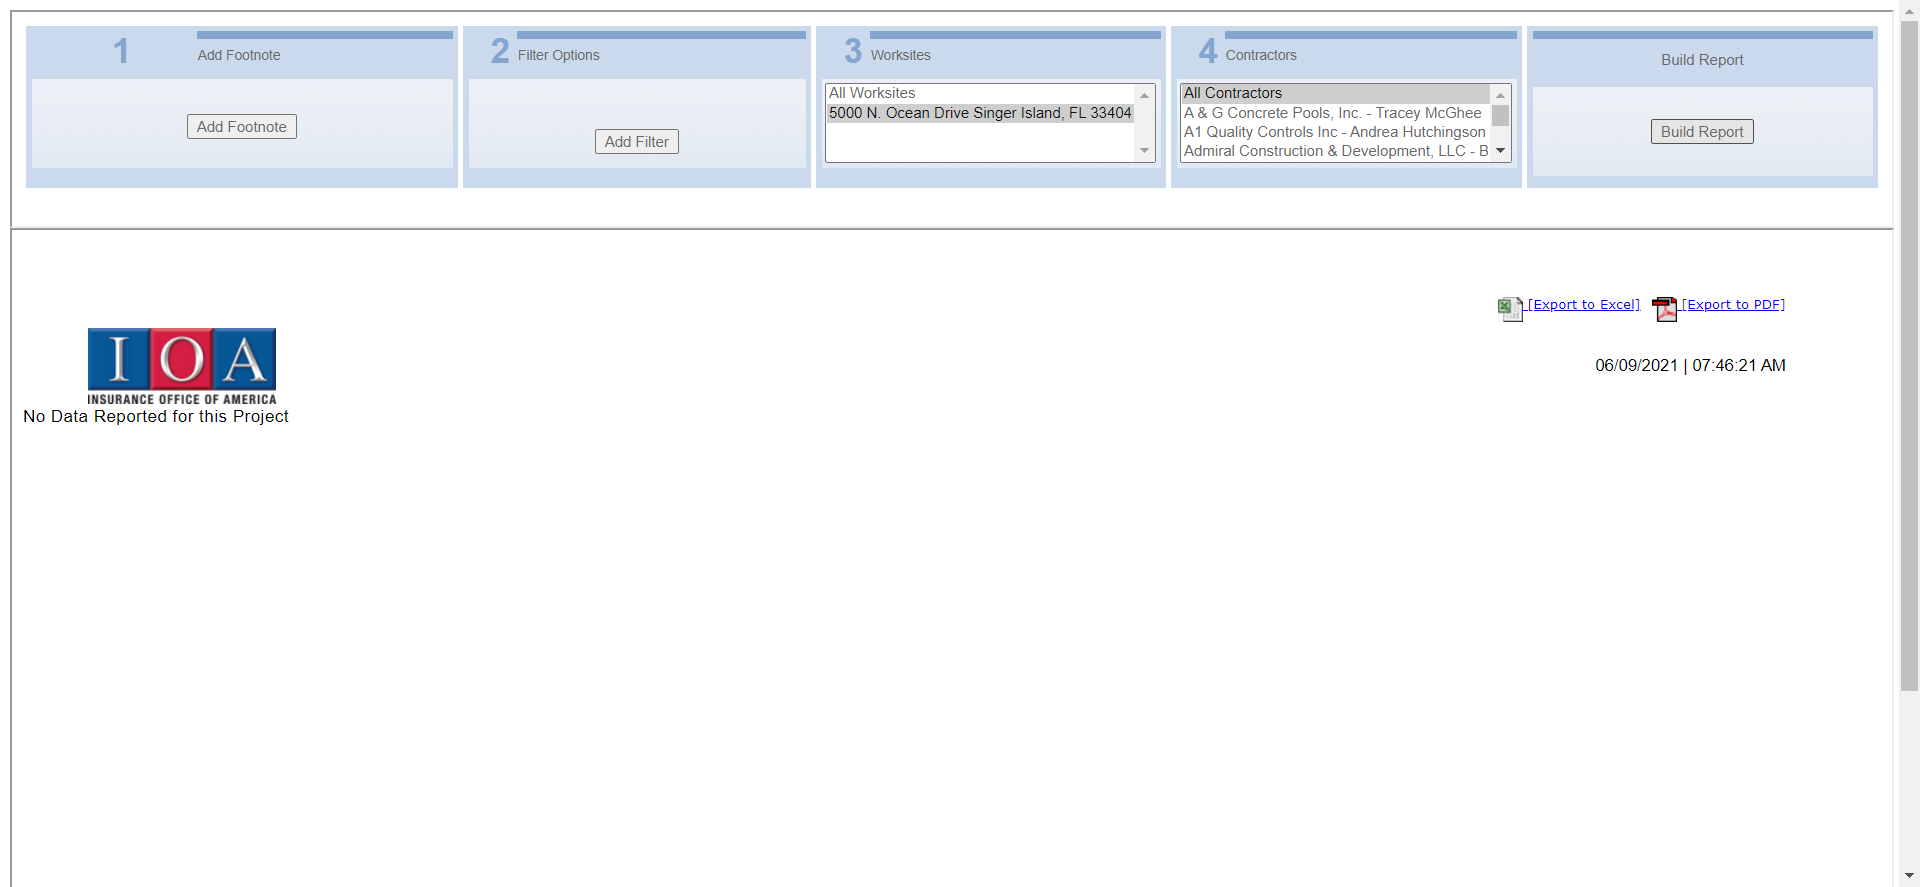 1 Add Footnote
Add Footnote
2 Filter Options
Add Filter
3 Worksites
All Worksites
5000 N. Ocean Drive Singer Island, FL 33404
4 Contractors
All Contractors
A & G Concrete Pools, Inc. - Tracey McGhee
A1 Quality Controls Inc - Andrea Hutchingson
Admiral Construction & Development, LLC - B
Build Report
Build Report
[Export to Excel] [Export to PDF]
06/09/2021 | 07:46:21 AM
IOA
INSURANCE OFFICE OF AMERICA
No Data Reported for this Project